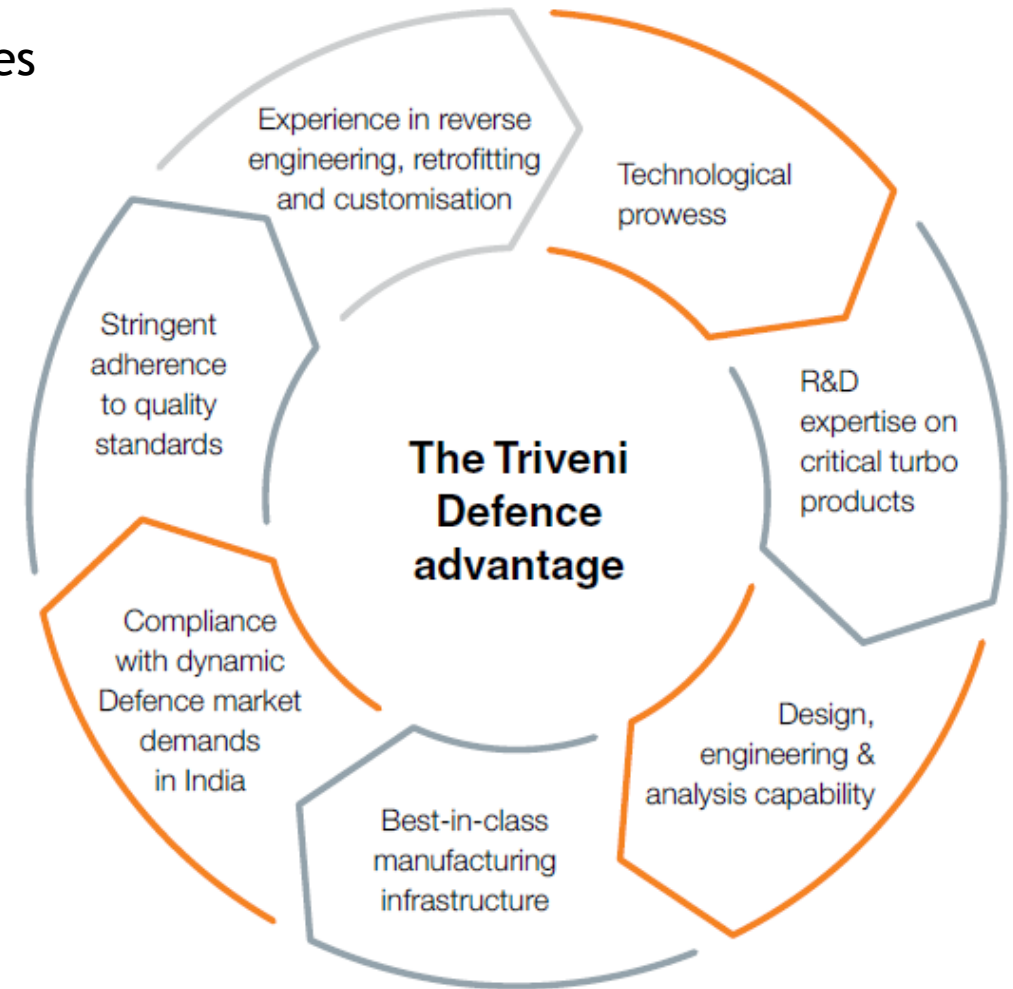 es
Experience in reverse
engineering, retrofitting
and customisation
Technological
prowess
R&D
expertise on
critical turbo
products
Design,
engineering &
analysis capability
Best-in-class
manufacturing
infrastructure
Compliance
with dynamic
Defence market
demands
in India
Stringent
adherence
to quality
standards
The Triveni
Defence
advantage